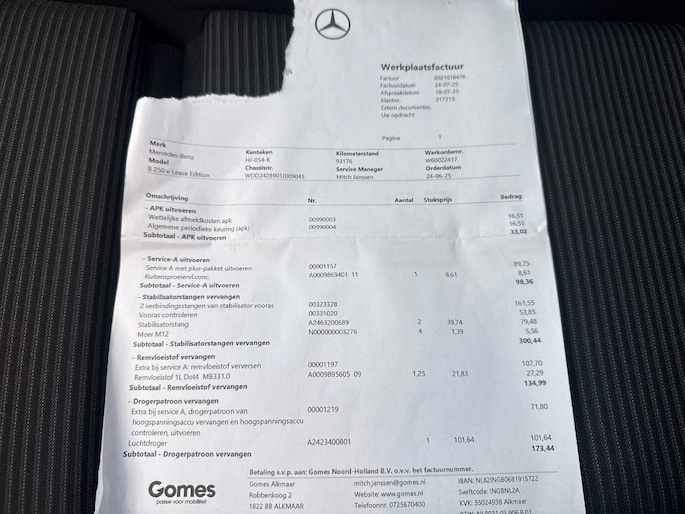 Werkplaatsfactuur
Factuur 6021016476
Factuurdatum 24-07-25
Afspraakdatum 18-07-25
Klantnr. 217215
Extern documentnr.
Uw opdracht
Pagina 1
Merk Kenteken Kilometerstand Werkordernr.
Mercedes-Benz HJ-054-K 93176 W60022417
Model Chassisnr. Service Manager Orderdatum
B 250 e Lease Edition WDD2428901J009045 Mitch Janssen 24-06-25
Omschrijving Nr. Aantal Stuksprijs Bedrag
- APK uitvoeren
Wettelijke afmeldkosten apk 00990003 16,51
Algemene periodieke keuring (apk) 00990004 16,51
Subtotaal - APK uitvoeren 33,02
- Service-A uitvoeren
Service A met plus-pakket uitvoeren 00001157 89,75
Ruitensproeiervl.conc. A0009869401 11 1 8,61 8,61
Subtotaal - Service-A uitvoeren 98,36
- Stabilisatorstangen vervangen
2 verbindingsstangen van stabilisator vooras 00323328 161,55
Vooras controleren 00331020 53,85
Stabilisatorstang A2463200689 2 39,74 79,48
Moer M12 N000000003276 4 1,39 5,56
Subtotaal - Stabilisatorstangen vervangen 300,44
- Remvloeistof vervangen
Extra bij service A: remvloeistof verversen 00001197 107,70
Remvloeistof 1L Dot4 MB331.0 A0009895605 09 1,25 21,83 27,29
Subtotaal - Remvloeistof vervangen 134,99
- Drogerpatroon vervangen
Extra bij service A, drogerpatroon van 00001219 71,80
hoogspanningsaccu vervangen en hoogspanningsaccu
controleren, uitvoeren
Luchtdroger A2423400801 1 101,64 101,64
Subtotaal - Drogerpatroon vervangen 173,44
Betaling s.v.p. aan: Gomes Noord-Holland B.V. o.v.v. het factuurnummer.
Gomes
passie voor mobiliteit
Gomes Alkmaar mitch.janssen@gomes.nl IBAN: NL82INGB0681915722
Robbenkoog 2 Website: www.gomes.nl Swiftcode: INGBNL2A
1822 BB ALKMAAR Telefoonnr. 0725670400 KVK: 35024938 Alkmaar